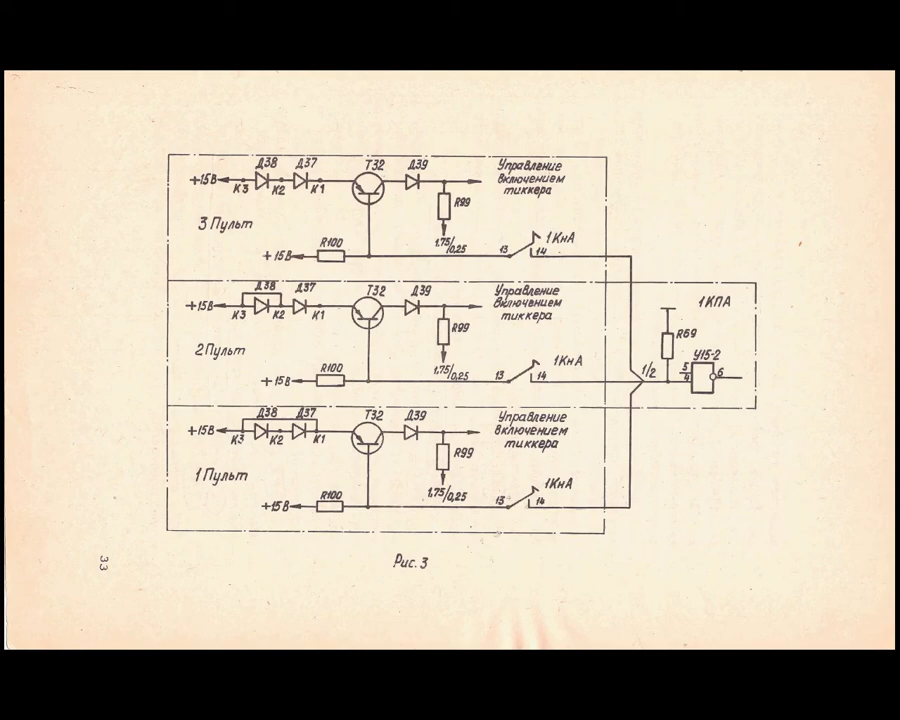 Д38 Д37 Т32 Д39 Управление
включением
тиккера
+15В К3 К2 К1
R99
3 Пульт
1,75/0,25
1КнА
R100
+15В 13 14
Д38 Д37 Т32 Д39 Управление
включением
тиккера
+15В К3 К2 К1
1КПА
R99
R69
2 Пульт
У15-2
1,75/0,25
1КнА
R100
+15В 13 14 1/2 5 4 6
Д38 Д37 Т32 Д39 Управление
включением
тиккера
+15В К3 К2 К1
R99
1 Пульт
1,75/0,25
1КнА
R100
+15В 13 14
Рис. 3
33